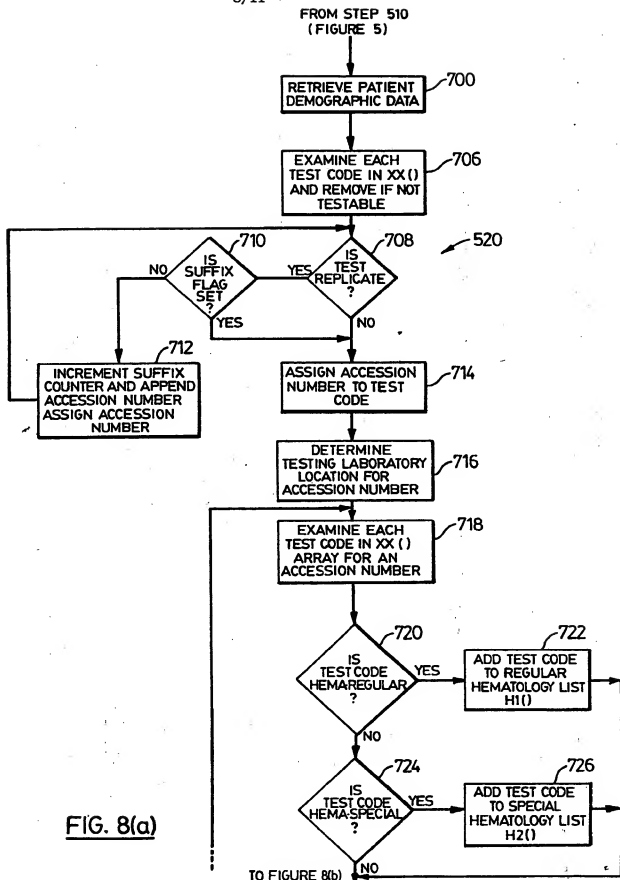 FROM STEP 510
(FIGURE 5)
RETRIEVE PATIENT
DEMOGRAPHIC DATA
700
EXAMINE EACH
TEST CODE IN XX()
AND REMOVE IF NOT
TESTABLE
706
710
708
520
IS
SUFFIX
FLAG
SET
?
NO
YES
YES
IS
TEST
REPLICATE
?
NO
712
INCREMENT SUFFIX
COUNTER AND APPEND
ACCESSION NUMBER
ASSIGN ACCESSION
NUMBER
ASSIGN ACCESSION
NUMBER TO TEST
CODE
714
DETERMINE
TESTING LABORATORY
LOCATION FOR
ACCESSION NUMBER
716
EXAMINE EACH
TEST CODE IN XX()
ARRAY FOR AN
ACCESSION NUMBER
718
720
IS
TEST CODE
HEMA-REGULAR
?
YES
NO
722
ADD TEST CODE
TO REGULAR
HEMATOLOGY LIST
H1()
724
IS
TEST CODE
HEMA-SPECIAL
?
YES
NO
726
ADD TEST CODE
TO SPECIAL
HEMATOLOGY LIST
H2()
FIG. 8(a)
TO FIGURE 8(b)